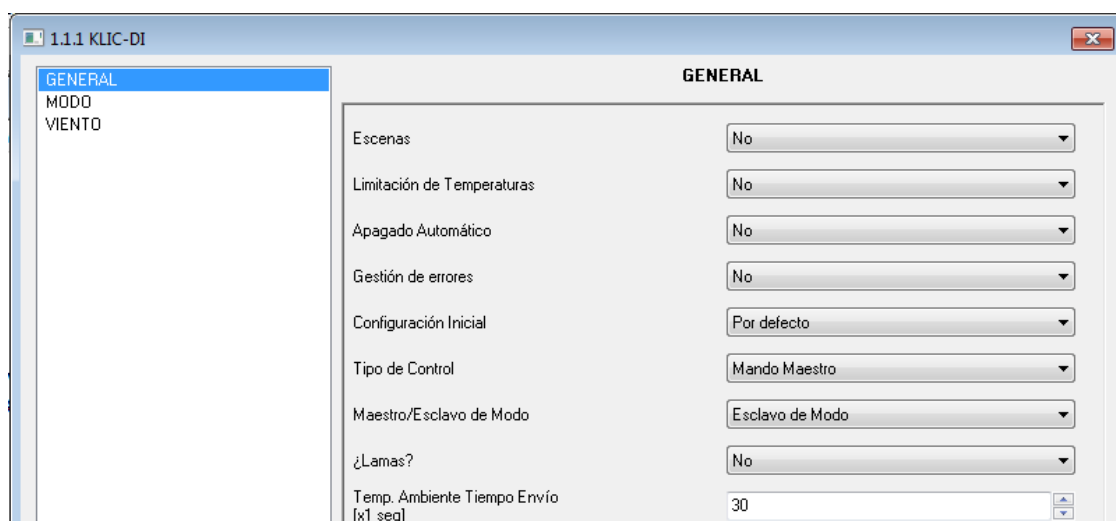 1.1.1 KLIC-DI
GENERAL
MODO
VIENTO
GENERAL
Escenas No
Limitación de Temperaturas No
Apagado Automático No
Gestión de errores No
Configuración Inicial Por defecto
Tipo de Control Mando Maestro
Maestro/Esclavo de Modo Esclavo de Modo
¿Lamas? No
Temp. Ambiente Tiempo Envío 30
[x1 seg]